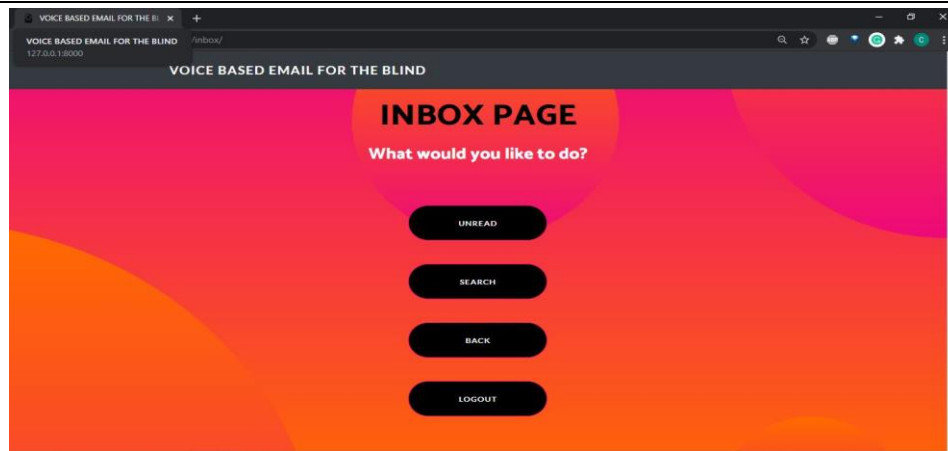 VOICE BASED EMAIL FOR THE BL
VOICE BASED EMAIL FOR THE BLIND
127.0.0.1:8000
/inbox/
VOICE BASED EMAIL FOR THE BLIND
INBOX PAGE
What would you like to do?
UNREAD
SEARCH
BACK
LOGOUT